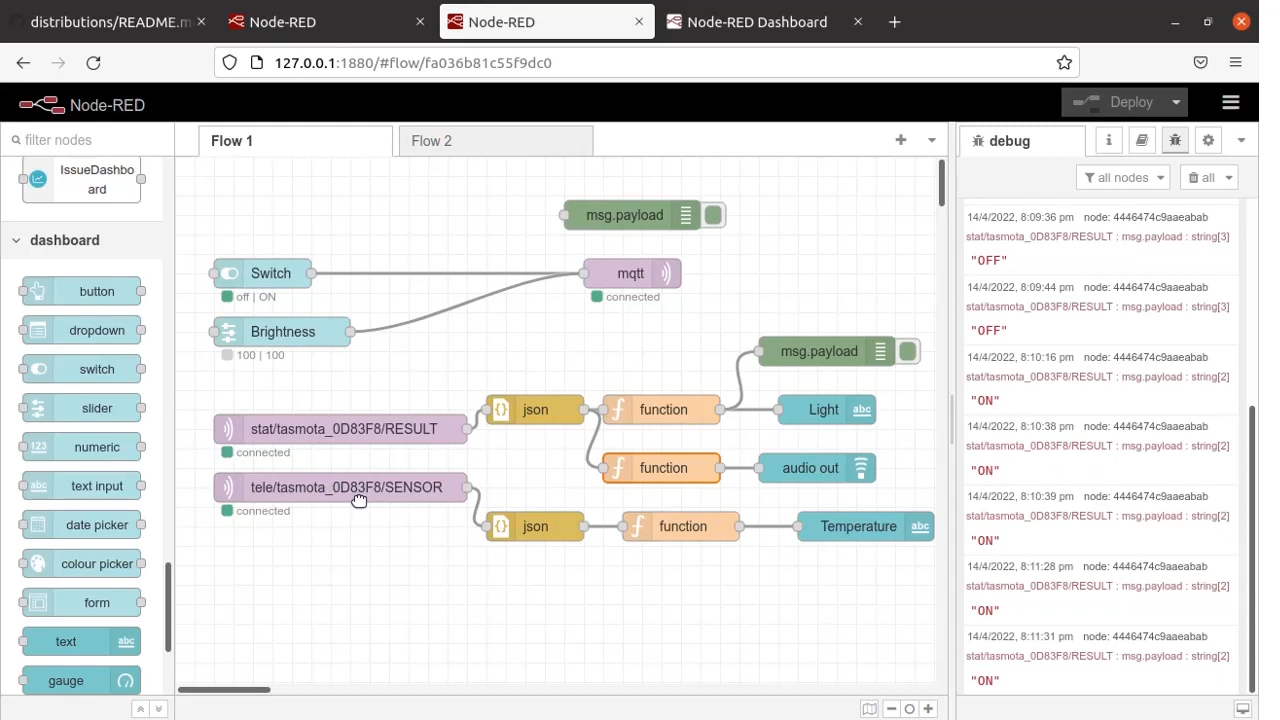 distributions/README.m
Node-RED
Node-RED
Node-RED Dashboard
127.0.0.1:1880/#flow/fa036b81c55f9dc0
Node-RED
Deploy
filter nodes
Flow 1
Flow 2
debug
all nodes
all
IssueDashbo
ard
dashboard
button
dropdown
switch
slider
numeric
123
text input
abc
date picker
colour picker
form
text
abc
gauge
msg.payload
Switch
off | ON
mqtt
connected
Brightness
100 | 100
msg.payload
stat/tasmota_0D83F8/RESULT
connected
json
function
Light
abc
function
audio out
tele/tasmota_0D83F8/SENSOR
connected
json
function
Temperature
abc
14/4/2022, 8:09:36 pm node: 4446474c9aaeabab
stat/tasmota_0D83F8/RESULT : msg.payload : string[3]
"OFF"
14/4/2022, 8:09:44 pm node: 4446474c9aaeabab
stat/tasmota_0D83F8/RESULT : msg.payload : string[3]
"OFF"
14/4/2022, 8:10:16 pm node: 4446474c9aaeabab
stat/tasmota_0D83F8/RESULT : msg.payload : string[2]
"ON"
14/4/2022, 8:10:38 pm node: 4446474c9aaeabab
stat/tasmota_0D83F8/RESULT : msg.payload : string[2]
"ON"
14/4/2022, 8:10:39 pm node: 4446474c9aaeabab
stat/tasmota_0D83F8/RESULT : msg.payload : string[2]
"ON"
14/4/2022, 8:11:28 pm node: 4446474c9aaeabab
stat/tasmota_0D83F8/RESULT : msg.payload : string[2]
"ON"
14/4/2022, 8:11:31 pm node: 4446474c9aaeabab
stat/tasmota_0D83F8/RESULT : msg.payload : string[2]
"ON"